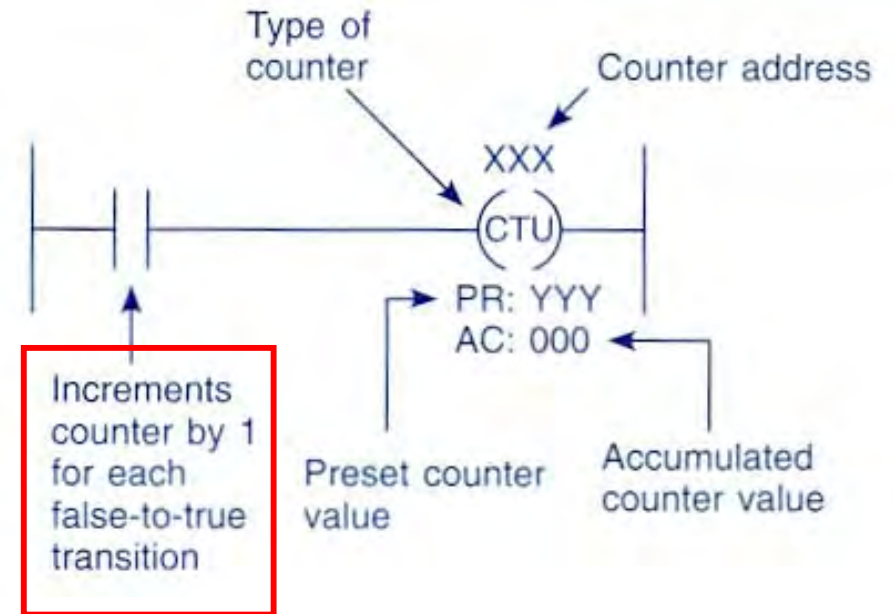 Type of
counter
Counter address
XXX
CTU
PR: YYY
AC: 000
Increments
counter by 1
for each
false-to-true
transition
Preset counter
value
Accumulated
counter value